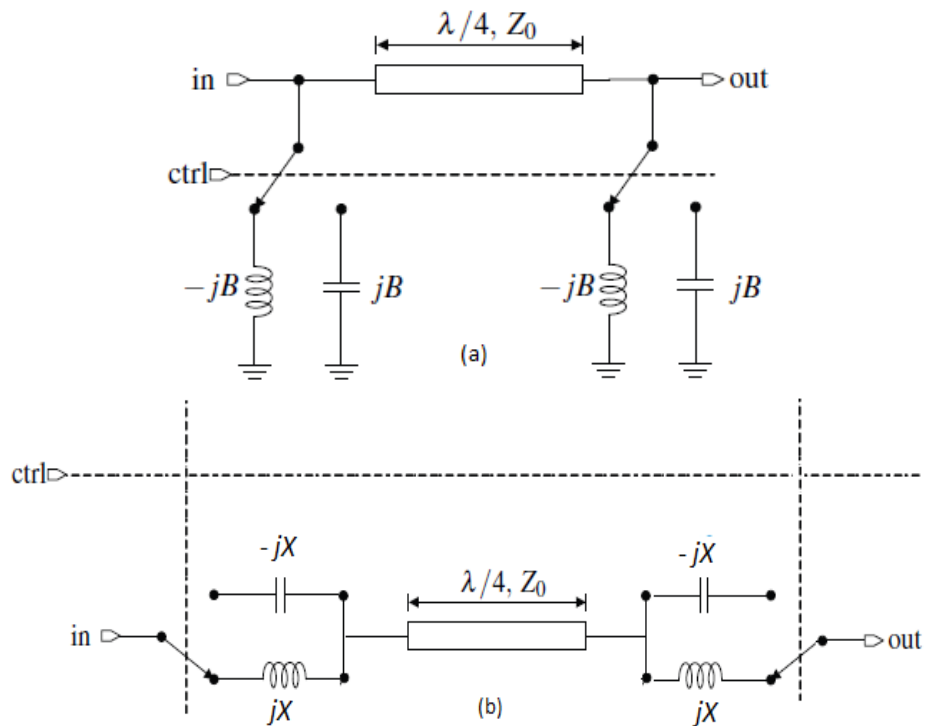 λ/4, Z₀
in
out
ctrl
−jB
jB
−jB
jB
(a)
ctrl
- jX
- jX
λ/4, Z₀
in
out
jX
(b)
jX